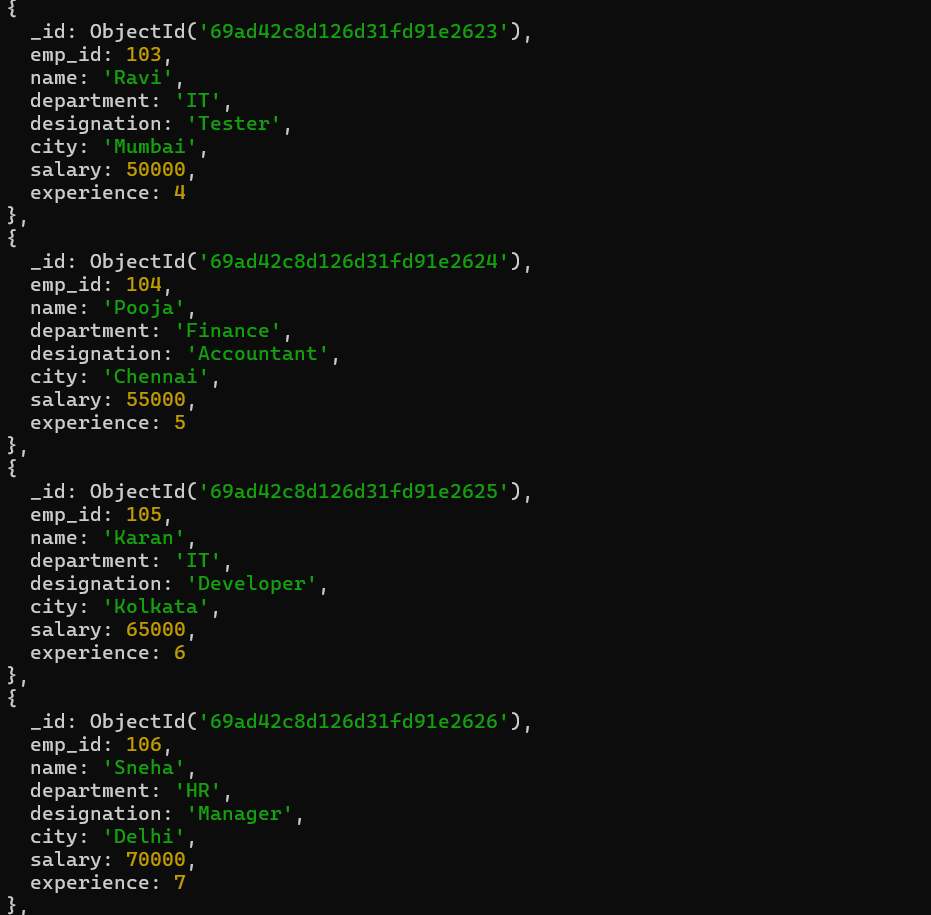 {
  _id: ObjectId('69ad42c8d126d31fd91e2623'),
  emp_id: 103,
  name: 'Ravi',
  department: 'IT',
  designation: 'Tester',
  city: 'Mumbai',
  salary: 50000,
  experience: 4
},
{
  _id: ObjectId('69ad42c8d126d31fd91e2624'),
  emp_id: 104,
  name: 'Pooja',
  department: 'Finance',
  designation: 'Accountant',
  city: 'Chennai',
  salary: 55000,
  experience: 5
},
{
  _id: ObjectId('69ad42c8d126d31fd91e2625'),
  emp_id: 105,
  name: 'Karan',
  department: 'IT',
  designation: 'Developer',
  city: 'Kolkata',
  salary: 65000,
  experience: 6
},
{
  _id: ObjectId('69ad42c8d126d31fd91e2626'),
  emp_id: 106,
  name: 'Sneha',
  department: 'HR',
  designation: 'Manager',
  city: 'Delhi',
  salary: 70000,
  experience: 7
},